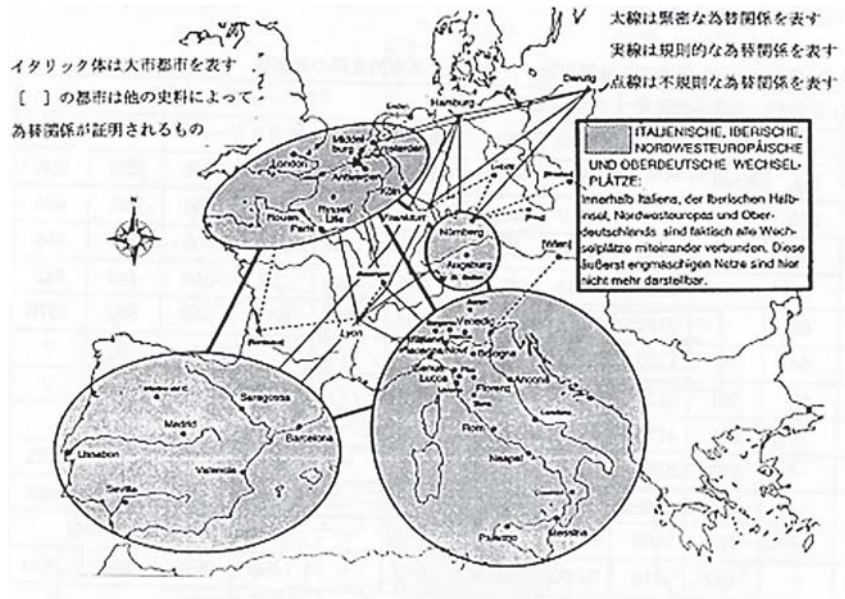 太線は緊密な為替関係を表す
実線は規則的な為替関係を表す
点線は不規則な為替関係を表す
イタリック体は大市都市を表す
[ ]の都市は他の史料によって
為替関係が証明されるもの
N
Danzig
Hamburg
ITALIENISCHE, IBERISCHE,
NORDWESTEUROPÄISCHE
UND OBERDEUTSCHE WECHSEL-
PLÄTZE:
Innerhalb Italiens, der Iberischen Halb-
insel, Nordwesteuropas und Ober-
deutschlands sind faktisch alle Wech-
selplätze miteinander verbunden. Diese
äußerst engmaschigen Netze sind hier
nicht mehr darstellbar.
Middel
burg
Amsterdam
London
Antwerpen
Köln
Rouen
Paris
Ryssel/
Lille
Frankfurt
Nürnberg
Augsburg
[Wien]
Lyon
Venedig
Bologna
Genua
Lucca
Florenz
Ancona
Rom
Neapel
Palermo
Messina
Saragossa
Madrid
Barcelona
Lissabon
Valencia
Sevilla